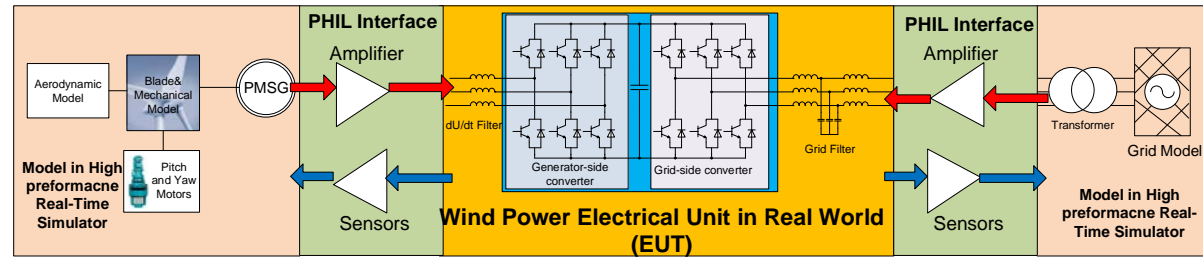 PHIL Interface
Amplifier
Aerodynamic
Model
Blade&
Mechanical
Model
PMSG
Pitch
and Yaw
Motors
Model in High
preformacne
Real-Time
Simulator
Sensors
dU/dt Filter
Generator-side
converter
Grid-side converter
Grid Filter
Wind Power Electrical Unit in Real World
(EUT)
PHIL Interface
Amplifier
Sensors
Transformer
Grid Model
Model in High
preformacne Real-
Time Simulator